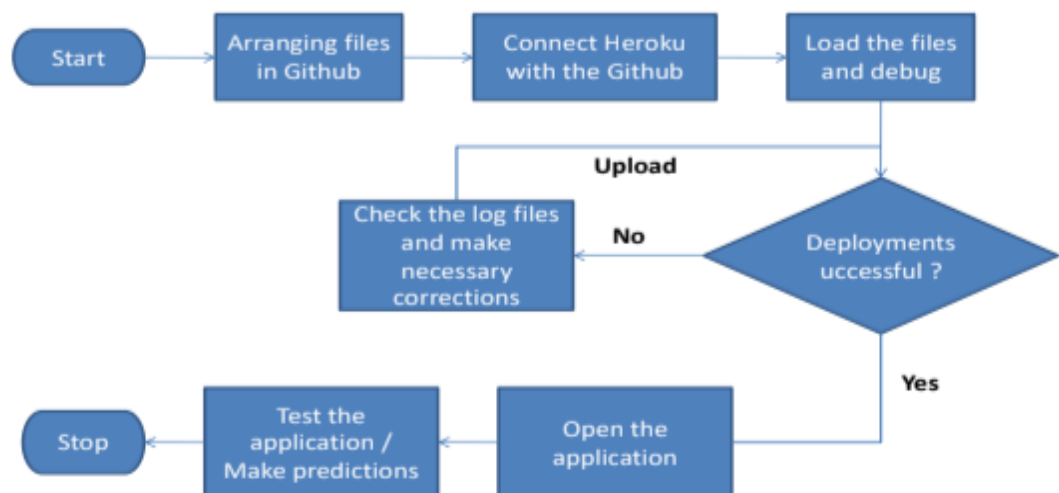 Start
Arranging files
in Github
Connect Heroku
with the Github
Load the files
and debug
Upload
Check the log files
and make
necessary
corrections
No
Deployments
uccessful ?
Yes
Open the
application
Test the
application /
Make predictions
Stop